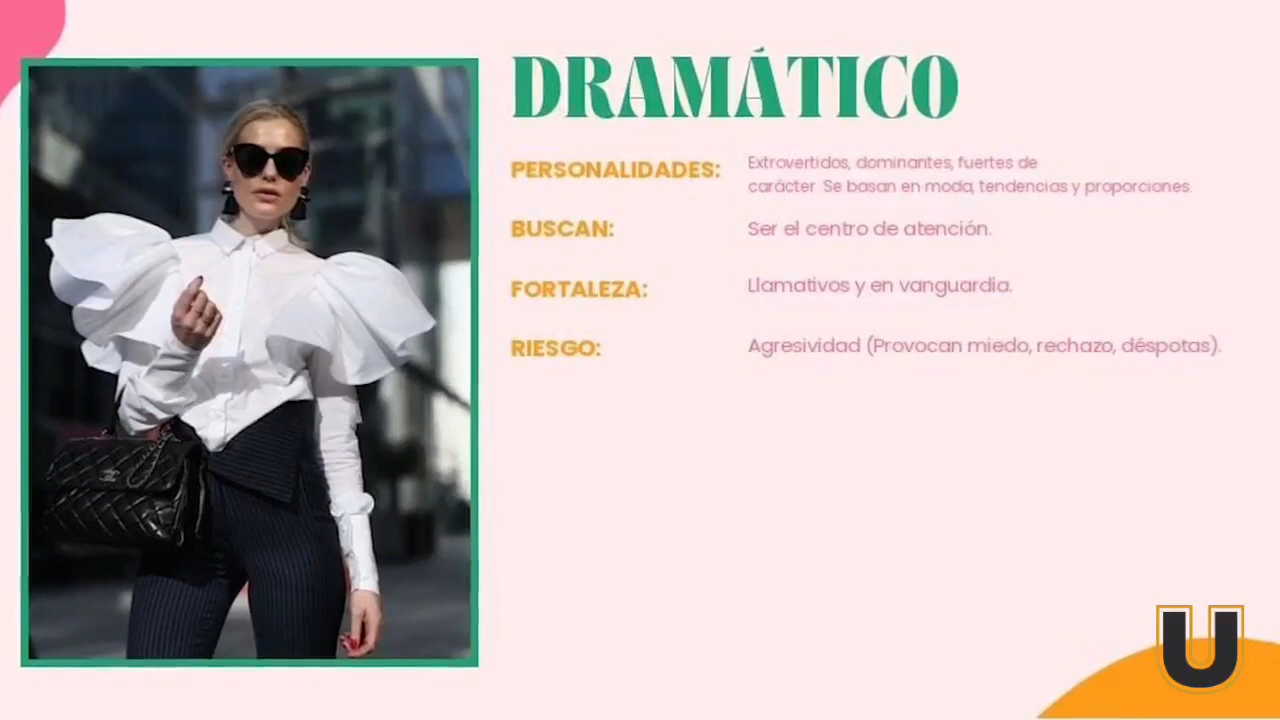 DRAMÁTICO
PERSONALIDADES: Extrovertidos, dominantes, fuertes de
carácter Se basan en moda, tendencias y proporciones.
BUSCAN: Ser el centro de atención.
FORTALEZA: Llamativos y en vanguardia.
RIESGO: Agresividad (Provocan miedo, rechazo, déspotas).
U